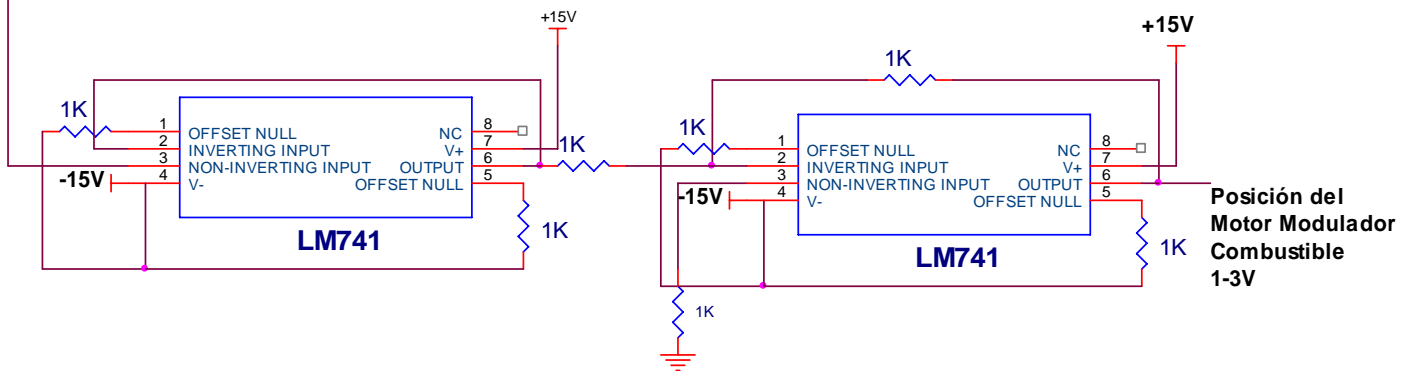 +15V
1K
1 OFFSET NULL
2 INVERTING INPUT
3 NON-INVERTING INPUT
4 V-
NC 8
V+ 7
OUTPUT 6
OFFSET NULL 5
-15V
1K
LM741
1K
+15V
1K
1K
1 OFFSET NULL
2 INVERTING INPUT
3 NON-INVERTING INPUT
4 V-
NC 8
V+ 7
OUTPUT 6
OFFSET NULL 5
-15V
1K
LM741
1K
Posición del
Motor Modulador
Combustible
1-3V